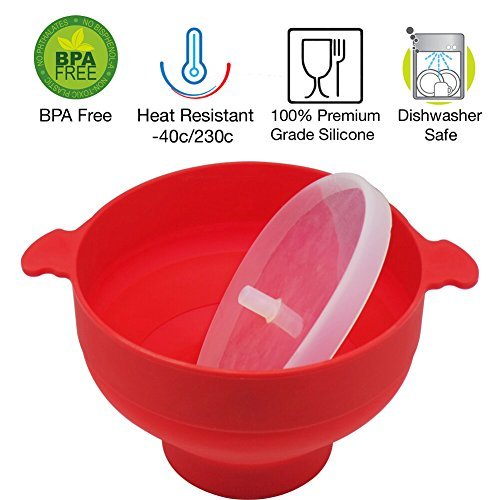 NO PHTHALATES · NO BISPHENOL-A
BPA
FREE
NON-TOXIC PLASTIC
BPA Free
Heat Resistant
-40c/230c
100% Premium
Grade Silicone
Dishwasher
Safe